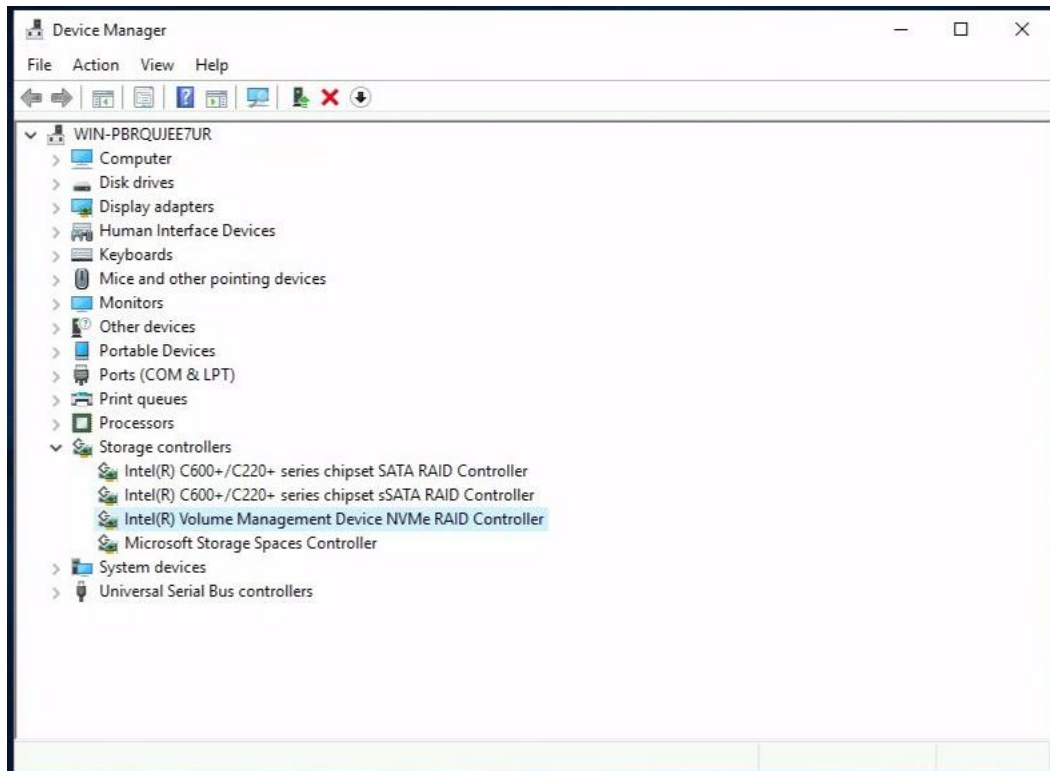 Device Manager
File Action View Help
WIN-PBRQUJEE7UR
Computer
Disk drives
Display adapters
Human Interface Devices
Keyboards
Mice and other pointing devices
Monitors
Other devices
Portable Devices
Ports (COM & LPT)
Print queues
Processors
Storage controllers
Intel(R) C600+/C220+ series chipset SATA RAID Controller
Intel(R) C600+/C220+ series chipset sSATA RAID Controller
Intel(R) Volume Management Device NVMe RAID Controller
Microsoft Storage Spaces Controller
System devices
Universal Serial Bus controllers